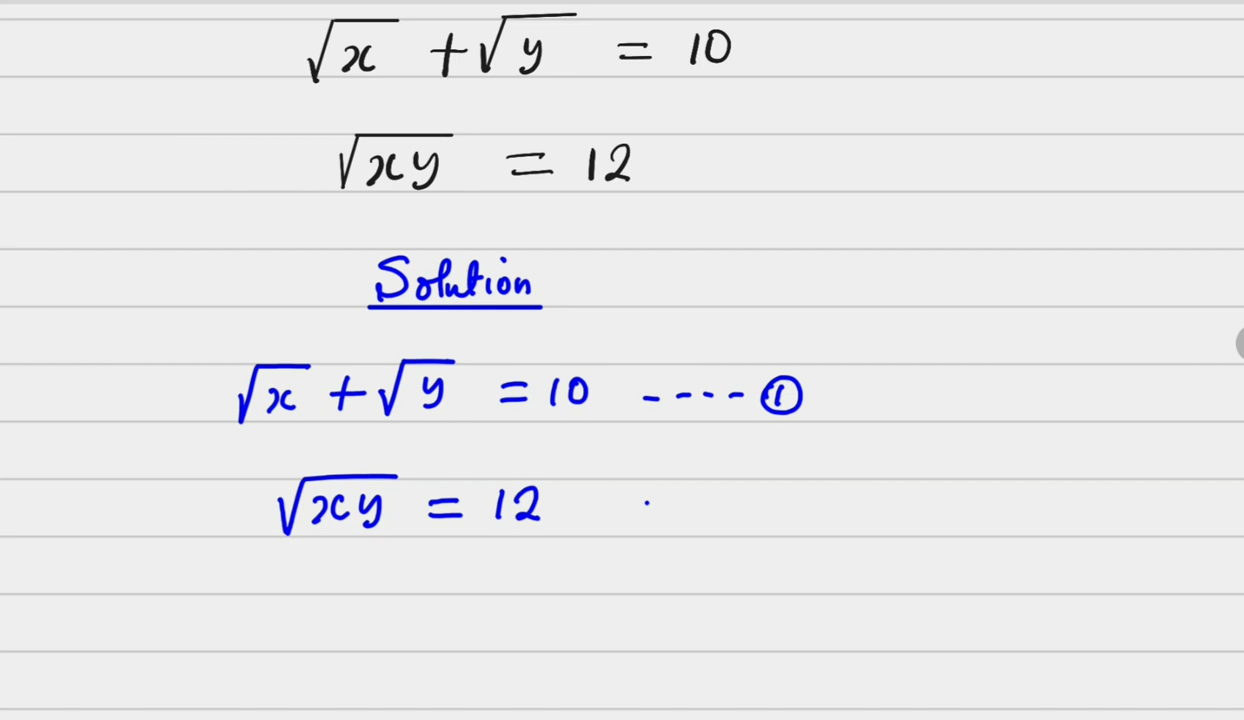 √x + √y = 10
√xy = 12
Solution
√x + √y = 10 ---- ①
√xy = 12 .